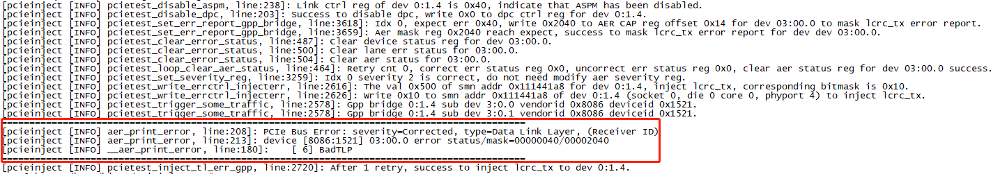 [pcieinject [INFO] pcietest_disable_aspm, line:238]: Link ctrl reg of dev 0:1.4 is 0x40, indicate that ASPM has been disabled.
[pcieinject [INFO] pcietest_disable_dpc, line:203]: Success to disable dpc, write 0x0 to dpc ctrl reg for dev 0:1.4.
[pcieinject [INFO] pcietest_set_err_report_gpp_bridge, line:3618]: Idx 0, expect err 0x40, Write 0x2040 to AER CAP reg offset 0x14 for dev 03:00.0 to mask lcrc_tx error report.
[pcieinject [INFO] pcietest_set_err_report_gpp_bridge, line:3659]: Aer mask reg 0x2040 reach expect, success to mask lcrc_tx error report for dev dev 03:00.0.
[pcieinject [INFO] pcietest_clear_error_status, line:487]: Clear device status reg for dev 03:00.0.
[pcieinject [INFO] pcietest_clear_error_status, line:500]: Clear lane err status for 03:00.0.
[pcieinject [INFO] pcietest_clear_error_status, line:504]: Clear aer status for 03:00.0.
[pcieinject [INFO] pcietest_loop_clear_aer_status, line:464]: Retry cnt 0, correct err status reg 0x0, uncorrect err status reg 0x0, clear aer status reg for dev 03:00.0 success.
[pcieinject [INFO] pcietest_set_severity_reg, line:3259]: Idx 0 severity 2 is correct, do not need modify aer severity reg.
[pcieinject [INFO] pcietest_write_errctrl_injecterr, line:2616]: The val 0x500 of smn addr 0x111441a8 for dev 0:1.4, inject lcrc_tx, corresponding bitmask is 0x10.
[pcieinject [INFO] pcietest_write_errctrl_injecterr, line:2626]: Write 0x10 to smn addr 0x111441a8 of dev 0:1.4 (socket 0, die 0 core 0, phyport 4) to inject lcrc_tx.
[pcieinject [INFO] pcietest_trigger_some_traffic, line:2578]: Gpp bridge 0:1.4 sub dev 3:0.0 vendorid 0x8086 deviceid 0x1521.
[pcieinject [INFO] pcietest_trigger_some_traffic, line:2578]: Gpp bridge 0:1.4 sub dev 3:0.1 vendorid 0x8086 deviceid 0x1521.
================================================================================================
[pcieinject [INFO] aer_print_error, line:208]: PCIe Bus Error: severity=Corrected, type=Data Link Layer, (Receiver ID)
[pcieinject [INFO] aer_print_error, line:213]: device [8086:1521] 03:00.0 error status/mask=00000040/00002040
[pcieinject [INFO] __aer_print_error, line:180]:    [ 6] BadTLP
================================================================================================
[pcieinject [INFO] pcietest_inject_tl_err_gpp, line:2720]: After 1 retry, success to inject lcrc_tx to dev 0:1.4.